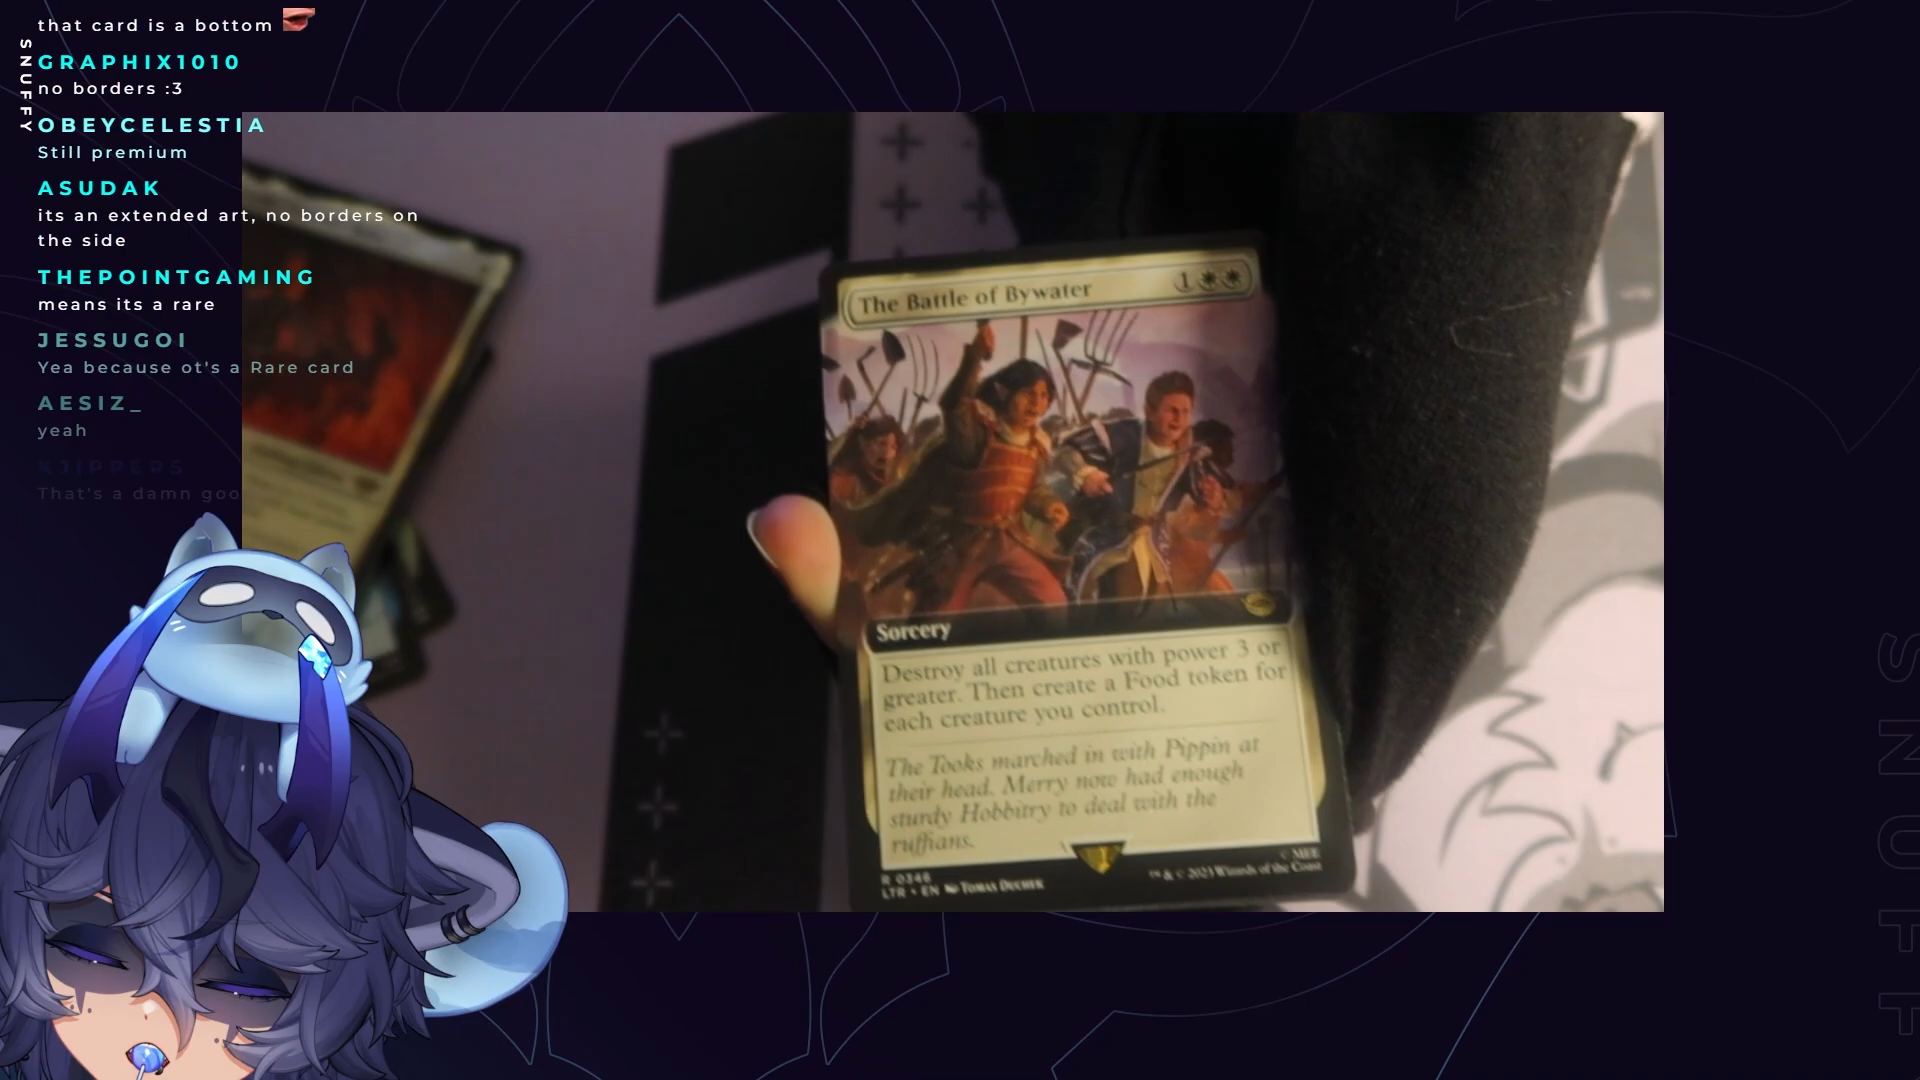 that card is a bottom
SNUFFY
GRAPHIX1010
no borders :3
OBEYCELESTIA
Still premium
ASUDAK
its an extended art, no borders on
the side
THEPOINTGAMING
means its a rare
JESSUGOI
Yea because ot's a Rare card
AESIZ_
yeah
XJIPPERS
That's a damn goo
The Battle of Bywater 1
Sorcery
Destroy all creatures with power 3 or
greater. Then create a Food token for
each creature you control.
The Tooks marched in with Pippin at
their head. Merry now had enough
sturdy Hobbitry to deal with the
ruffians.
R 0346
LTR • EN Tomas Duchek
© MEE
™ & © 2023 Wizards of the Coast
SNUFF